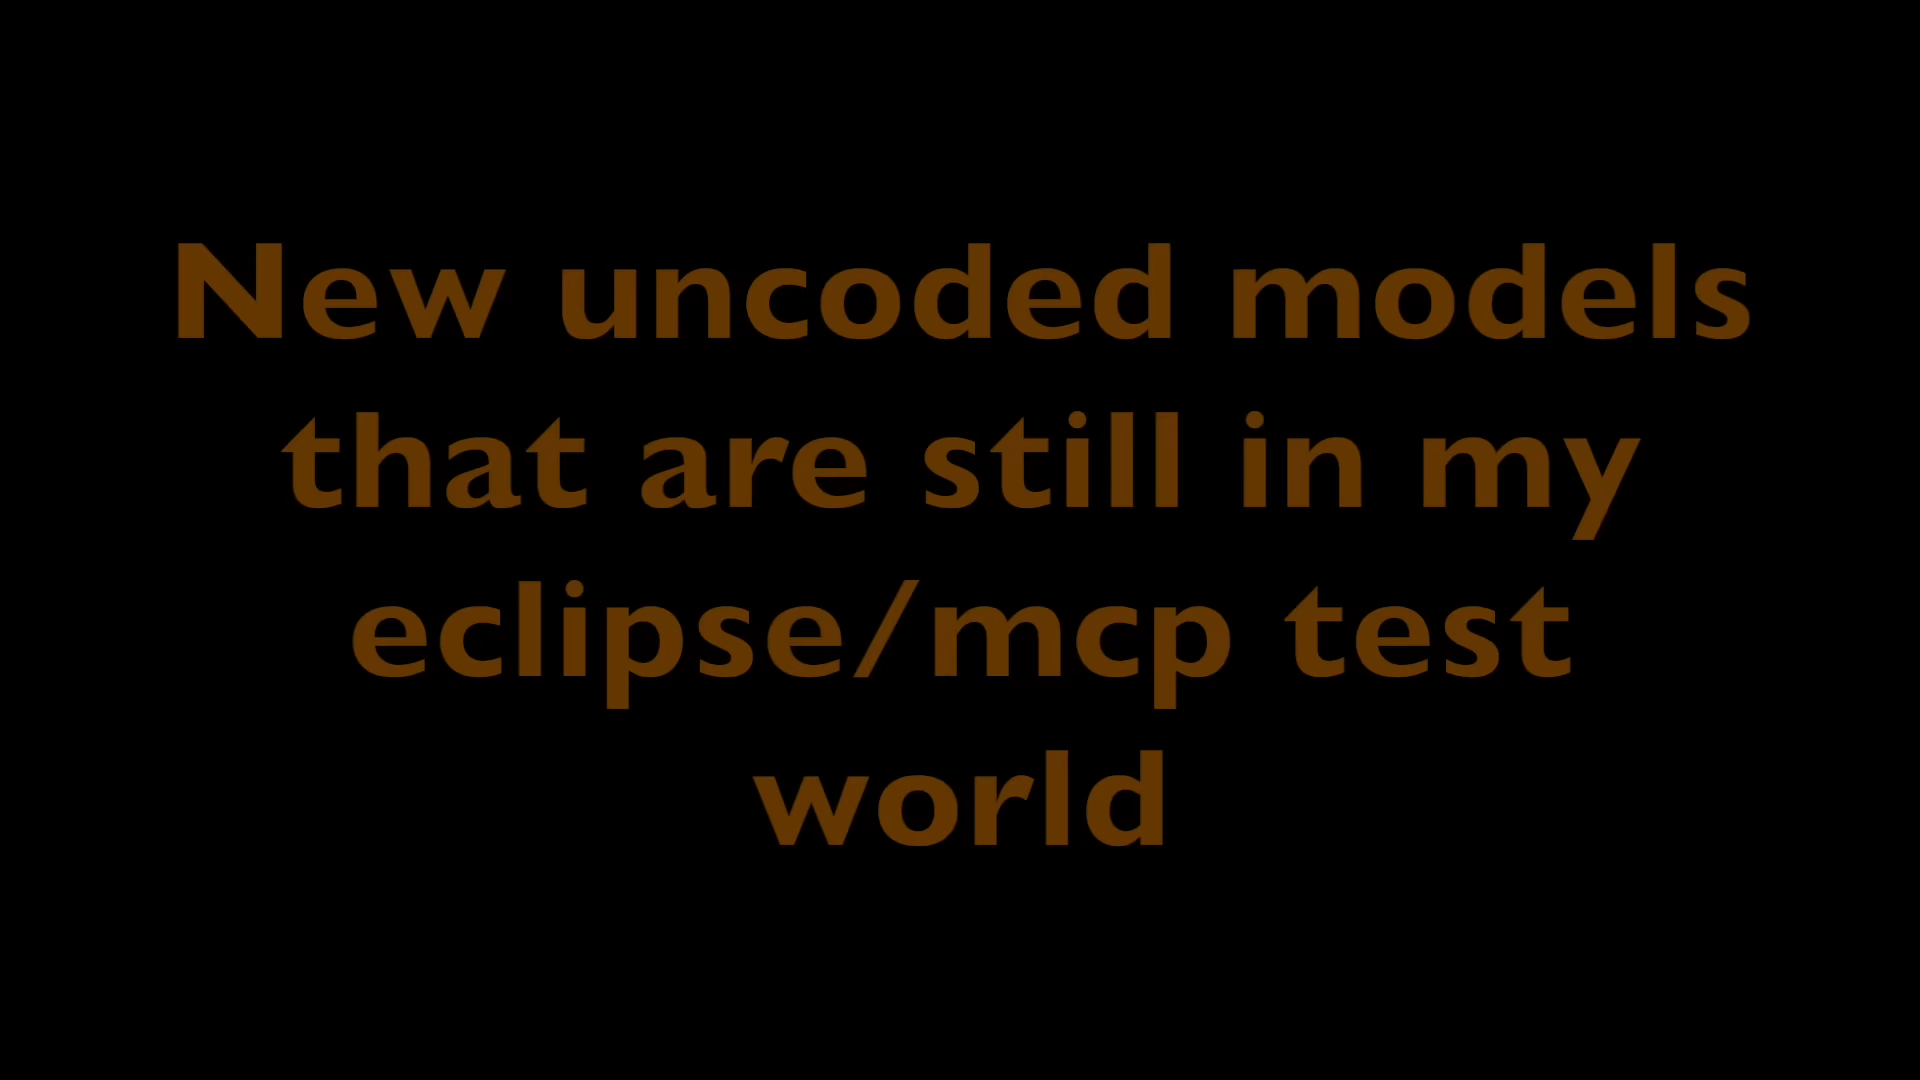 New uncoded models
that are still in my
eclipse/mcp test
world